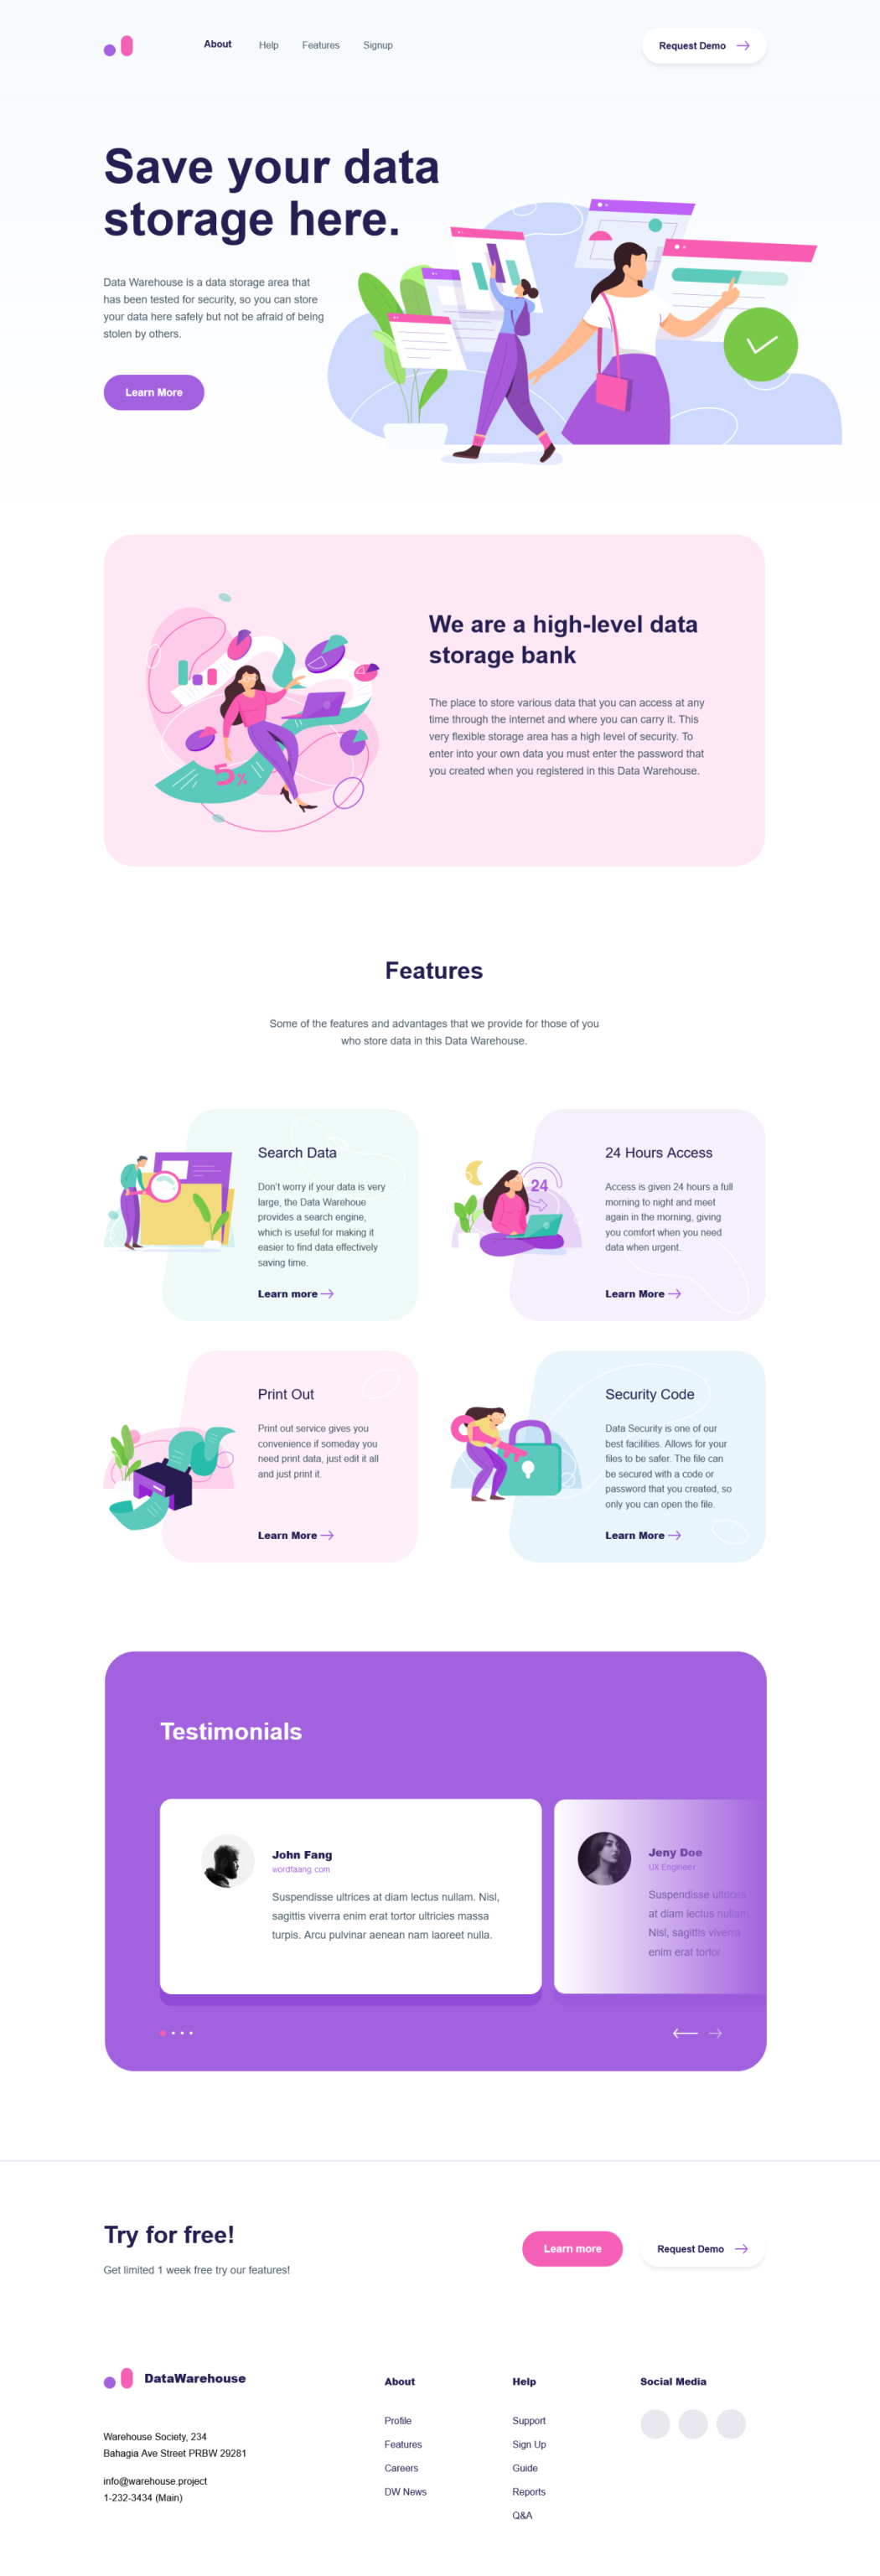 About Help Features Signup Request Demo
Save your data
storage here.
Data Warehouse is a data storage area that
has been tested for security, so you can store
your data here safely but not be afraid of being
stolen by others.
Learn More
We are a high-level data
storage bank
The place to store various data that you can access at any
time through the internet and where you can carry it. This
very flexible storage area has a high level of security. To
enter into your own data you must enter the password that
you created when you registered in this Data Warehouse.
5%
Features
Some of the features and advantages that we provide for those of you
who store data in this Data Warehouse.
Search Data
Don't worry if your data is very
large, the Data Warehoue
provides a search engine,
which is useful for making it
easier to find data effectively
saving time.
Learn more
24
24 Hours Access
Access is given 24 hours a full
morning to night and meet
again in the morning, giving
you comfort when you need
data when urgent.
Learn More
Print Out
Print out service gives you
convenience if someday you
need print data, just edit it all
and just print it.
Learn More
Security Code
Data Security is one of our
best facilities. Allows for your
files to be safer. The file can
be secured with a code or
password that you created, so
only you can open the file.
Learn More
Testimonials
John Fang
wordfaang.com
Suspendisse ultrices at diam lectus nullam. Nisl,
sagittis viverra enim erat tortor ultricies massa
turpis. Arcu pulvinar aenean nam laoreet nulla.
Jeny Doe
UX Engineer
Suspendisse ultrices
at diam lectus nullam.
Nisl, sagittis viverra
enim erat tortor
Try for free!
Get limited 1 week free try our features!
Learn more
Request Demo
DataWarehouse
Warehouse Society, 234
Bahagia Ave Street PRBW 29281
info@warehouse.project
1-232-3434 (Main)
About
Profile
Features
Careers
DW News
Help
Support
Sign Up
Guide
Reports
Q&A
Social Media